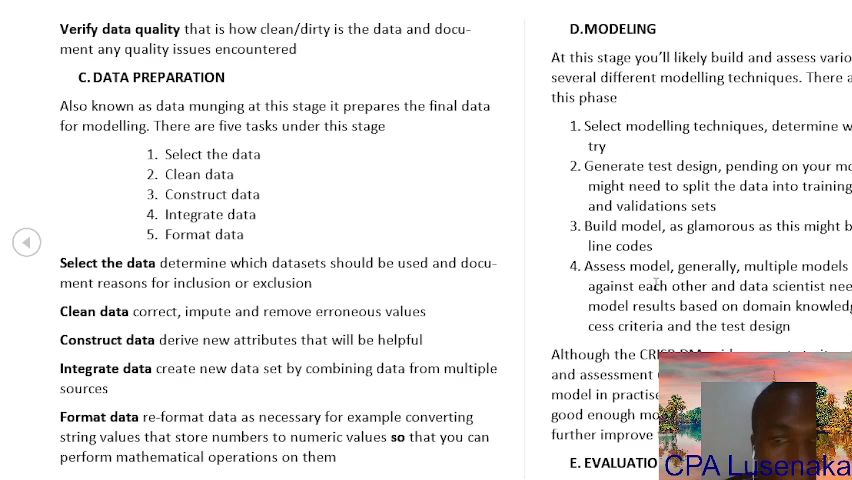 Verify data quality that is how clean/dirty is the data and docu-
ment any quality issues encountered
C. DATA PREPARATION
Also known as data munging at this stage it prepares the final data
for modelling. There are five tasks under this stage
1. Select the data
2. Clean data
3. Construct data
4. Integrate data
5. Format data
Select the data determine which datasets should be used and docu-
ment reasons for inclusion or exclusion
Clean data correct, impute and remove erroneous values
Construct data derive new attributes that will be helpful
Integrate data create new data set by combining data from multiple
sources
Format data re-format data as necessary for example converting
string values that store numbers to numeric values so that you can
perform mathematical operations on them
D. MODELING
At this stage you'll likely build and assess
several different modelling techniques. There
this phase
1. Select modelling techniques, determine
try
2. Generate test design, pending on your
might need to split the data into training
and validations sets
3. Build model, as glamorous as this might
line codes
4. Assess model, generally, multiple models
against each other and data scientist
model results based on domain
cess criteria and the test design
Although the
and assessment
model in practise
good enough
further improve
E.
CPA Lusenaka